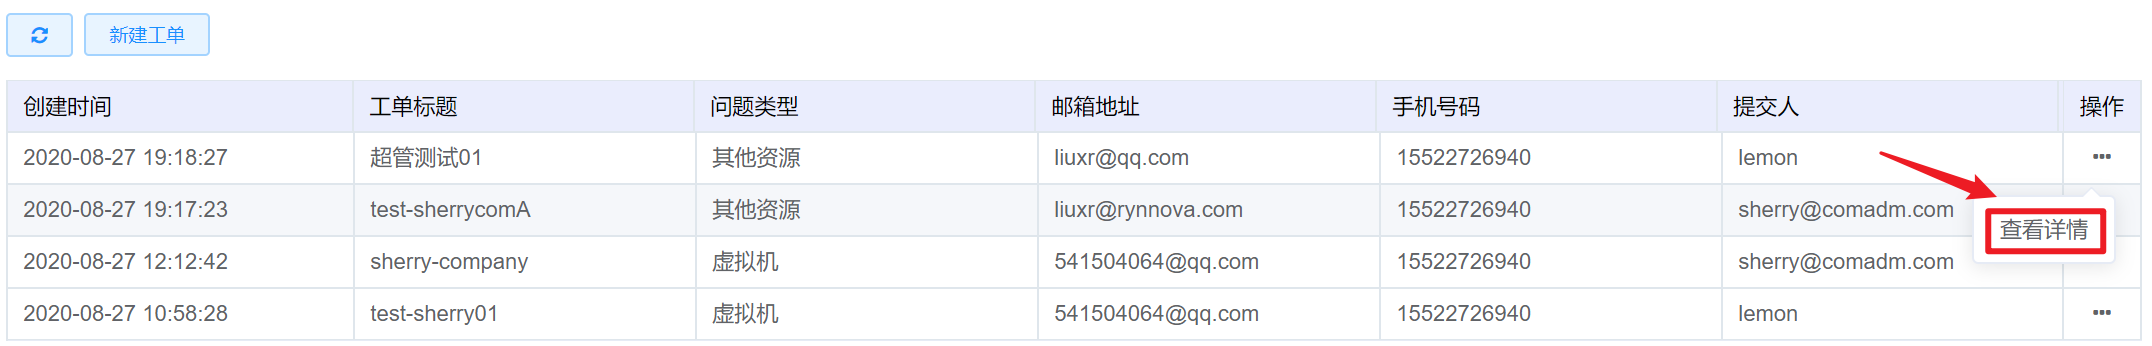 新建工单
创建时间 工单标题 问题类型 邮箱地址 手机号码 提交人 操作
2020-08-27 19:18:27 超管测试01 其他资源 liuxr@qq.com 15522726940 lemon •••
2020-08-27 19:17:23 test-sherrycomA 其他资源 liuxr@rynnova.com 15522726940 sherry@comadm.com
查看详情
2020-08-27 12:12:42 sherry-company 虚拟机 541504064@qq.com 15522726940 sherry@comadm.com
2020-08-27 10:58:28 test-sherry01 虚拟机 541504064@qq.com 15522726940 lemon •••